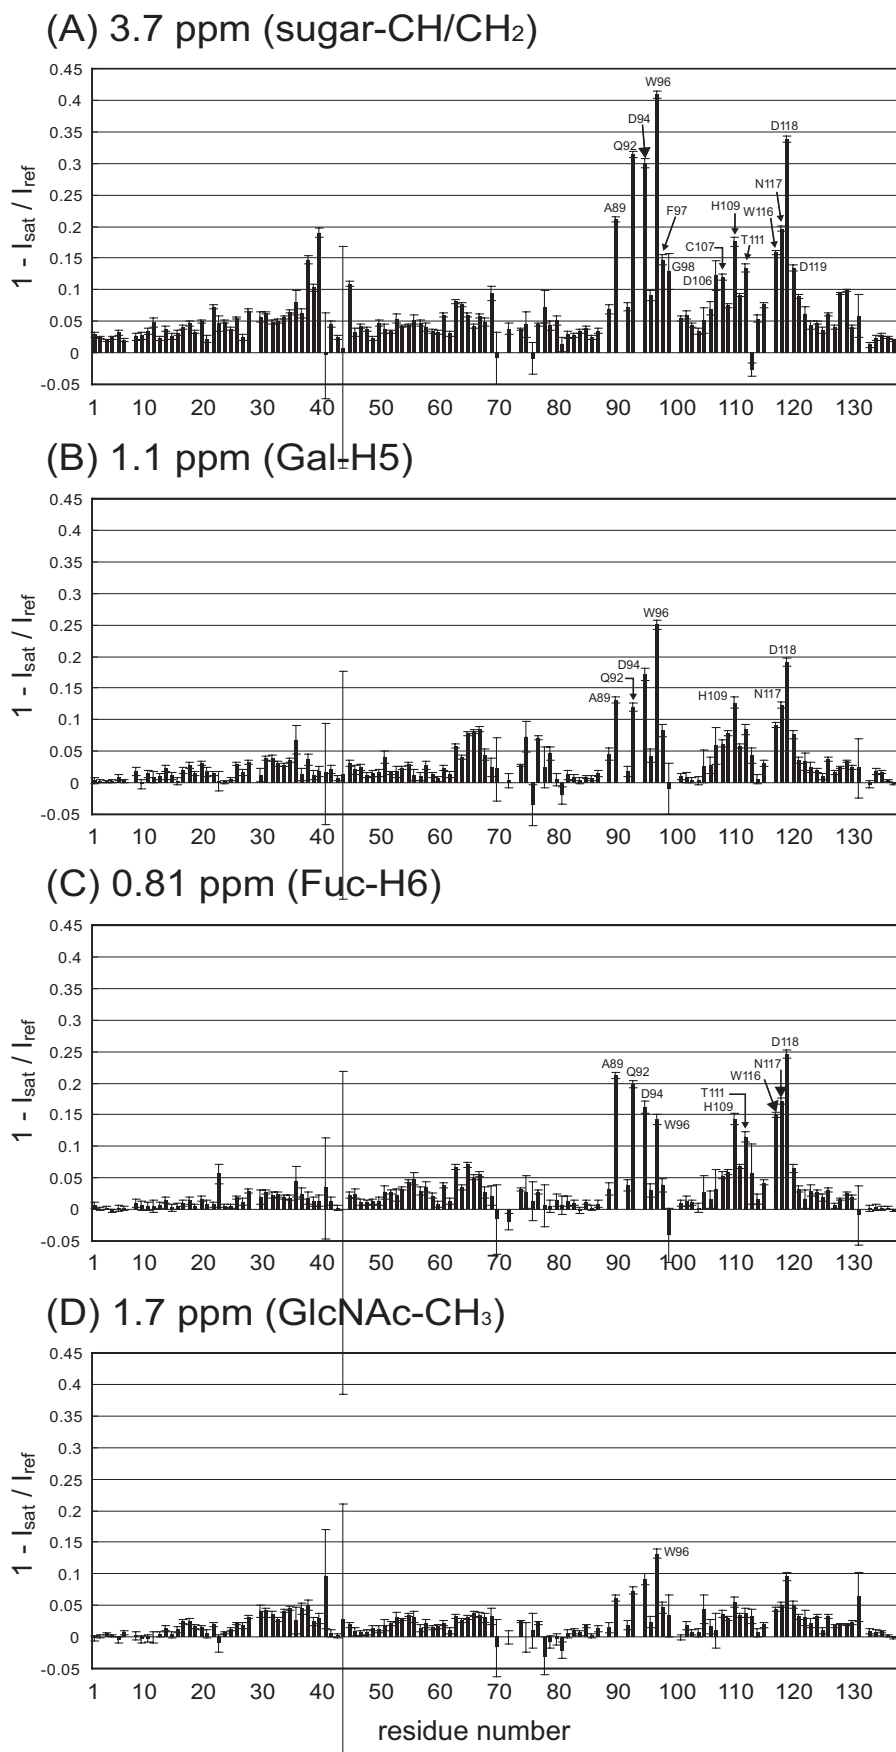 (A) 3.7 ppm (sugar-CH/CH₂)
1 - Isat / Iref
0.45
0.4
0.35
0.3
0.25
0.2
0.15
0.1
0.05
0
-0.05
W96
D94
Q92
D118
N117
A89
F97
H109
W116
C107
T111
G98
D106
D119
1 10 20 30 40 50 60 70 80 90 100 110 120 130
(B) 1.1 ppm (Gal-H5)
1 - Isat / Iref
0.45
0.4
0.35
0.3
0.25
0.2
0.15
0.1
0.05
0
-0.05
W96
D118
D94
Q92
A89
H109
N117
1 10 20 30 40 50 60 70 80 90 100 110 120 130
(C) 0.81 ppm (Fuc-H6)
1 - Isat / Iref
0.45
0.4
0.35
0.3
0.25
0.2
0.15
0.1
0.05
0
-0.05
D118
A89
Q92
N117
W116
D94
T111
H109
W96
1 10 20 30 40 50 60 70 80 90 100 110 120 130
(D) 1.7 ppm (GlcNAc-CH₃)
1 - Isat / Iref
0.45
0.4
0.35
0.3
0.25
0.2
0.15
0.1
0.05
0
-0.05
W96
1 10 20 30 40 50 60 70 80 90 100 110 120 130
residue number